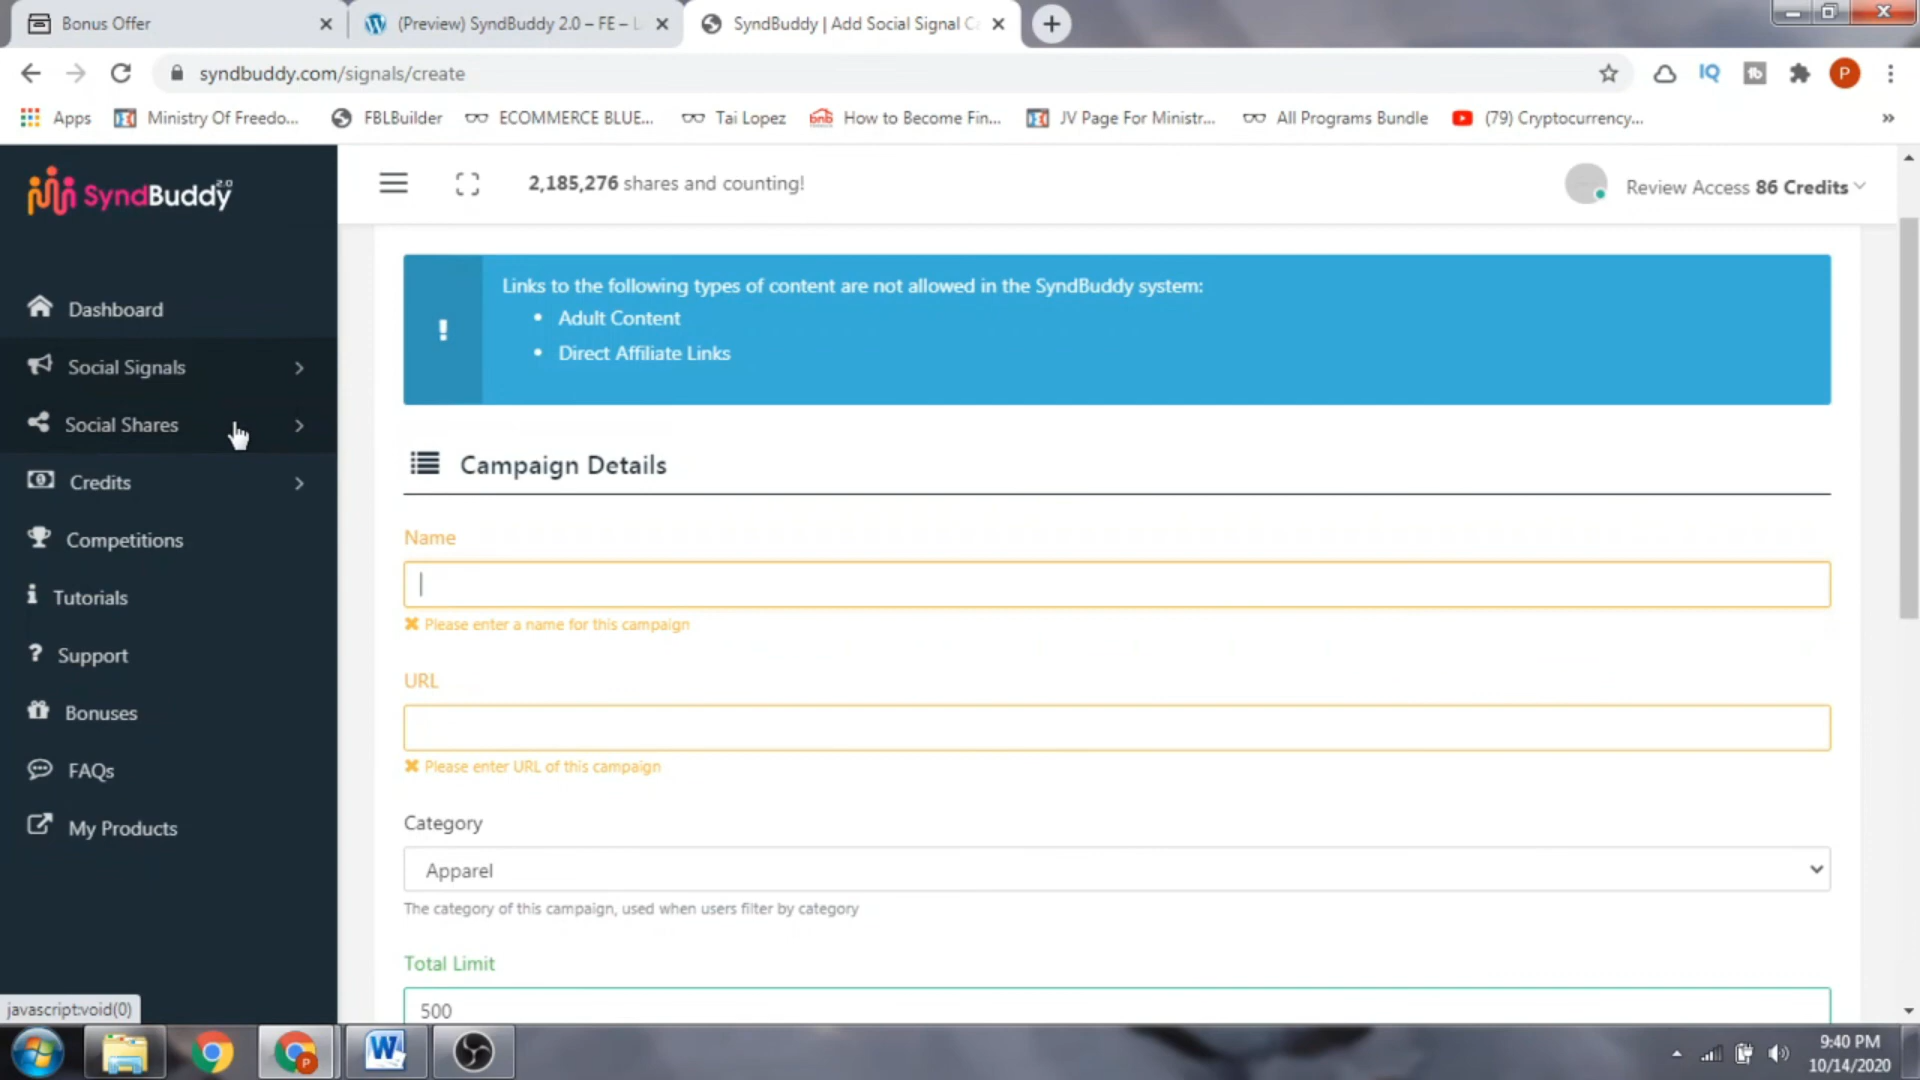 Bonus Offer
(Preview) SyndBuddy 2.0 – FE –
SyndBuddy | Add Social Signal C
syndbuddy.com/signals/create
IQ
tb
P
Apps
Ministry Of Freedo...
FBLBuilder
ECOMMERCE BLUE...
Tai Lopez
bnb
How to Become Fin...
JV Page For Ministr...
All Programs Bundle
(79) Cryptocurrency...
»
SyndBuddy 2.0
2,185,276 shares and counting!
Review Access 86 Credits
Dashboard
Social Signals
Social Shares
Credits
Competitions
Tutorials
Support
Bonuses
FAQs
My Products
Links to the following types of content are not allowed in the SyndBuddy system:
• Adult Content
• Direct Affiliate Links
Campaign Details
Name
Please enter a name for this campaign
URL
Please enter URL of this campaign
Category
Apparel
The category of this campaign, used when users filter by category
Total Limit
500
javascript:void(0)
9:40 PM
10/14/2020